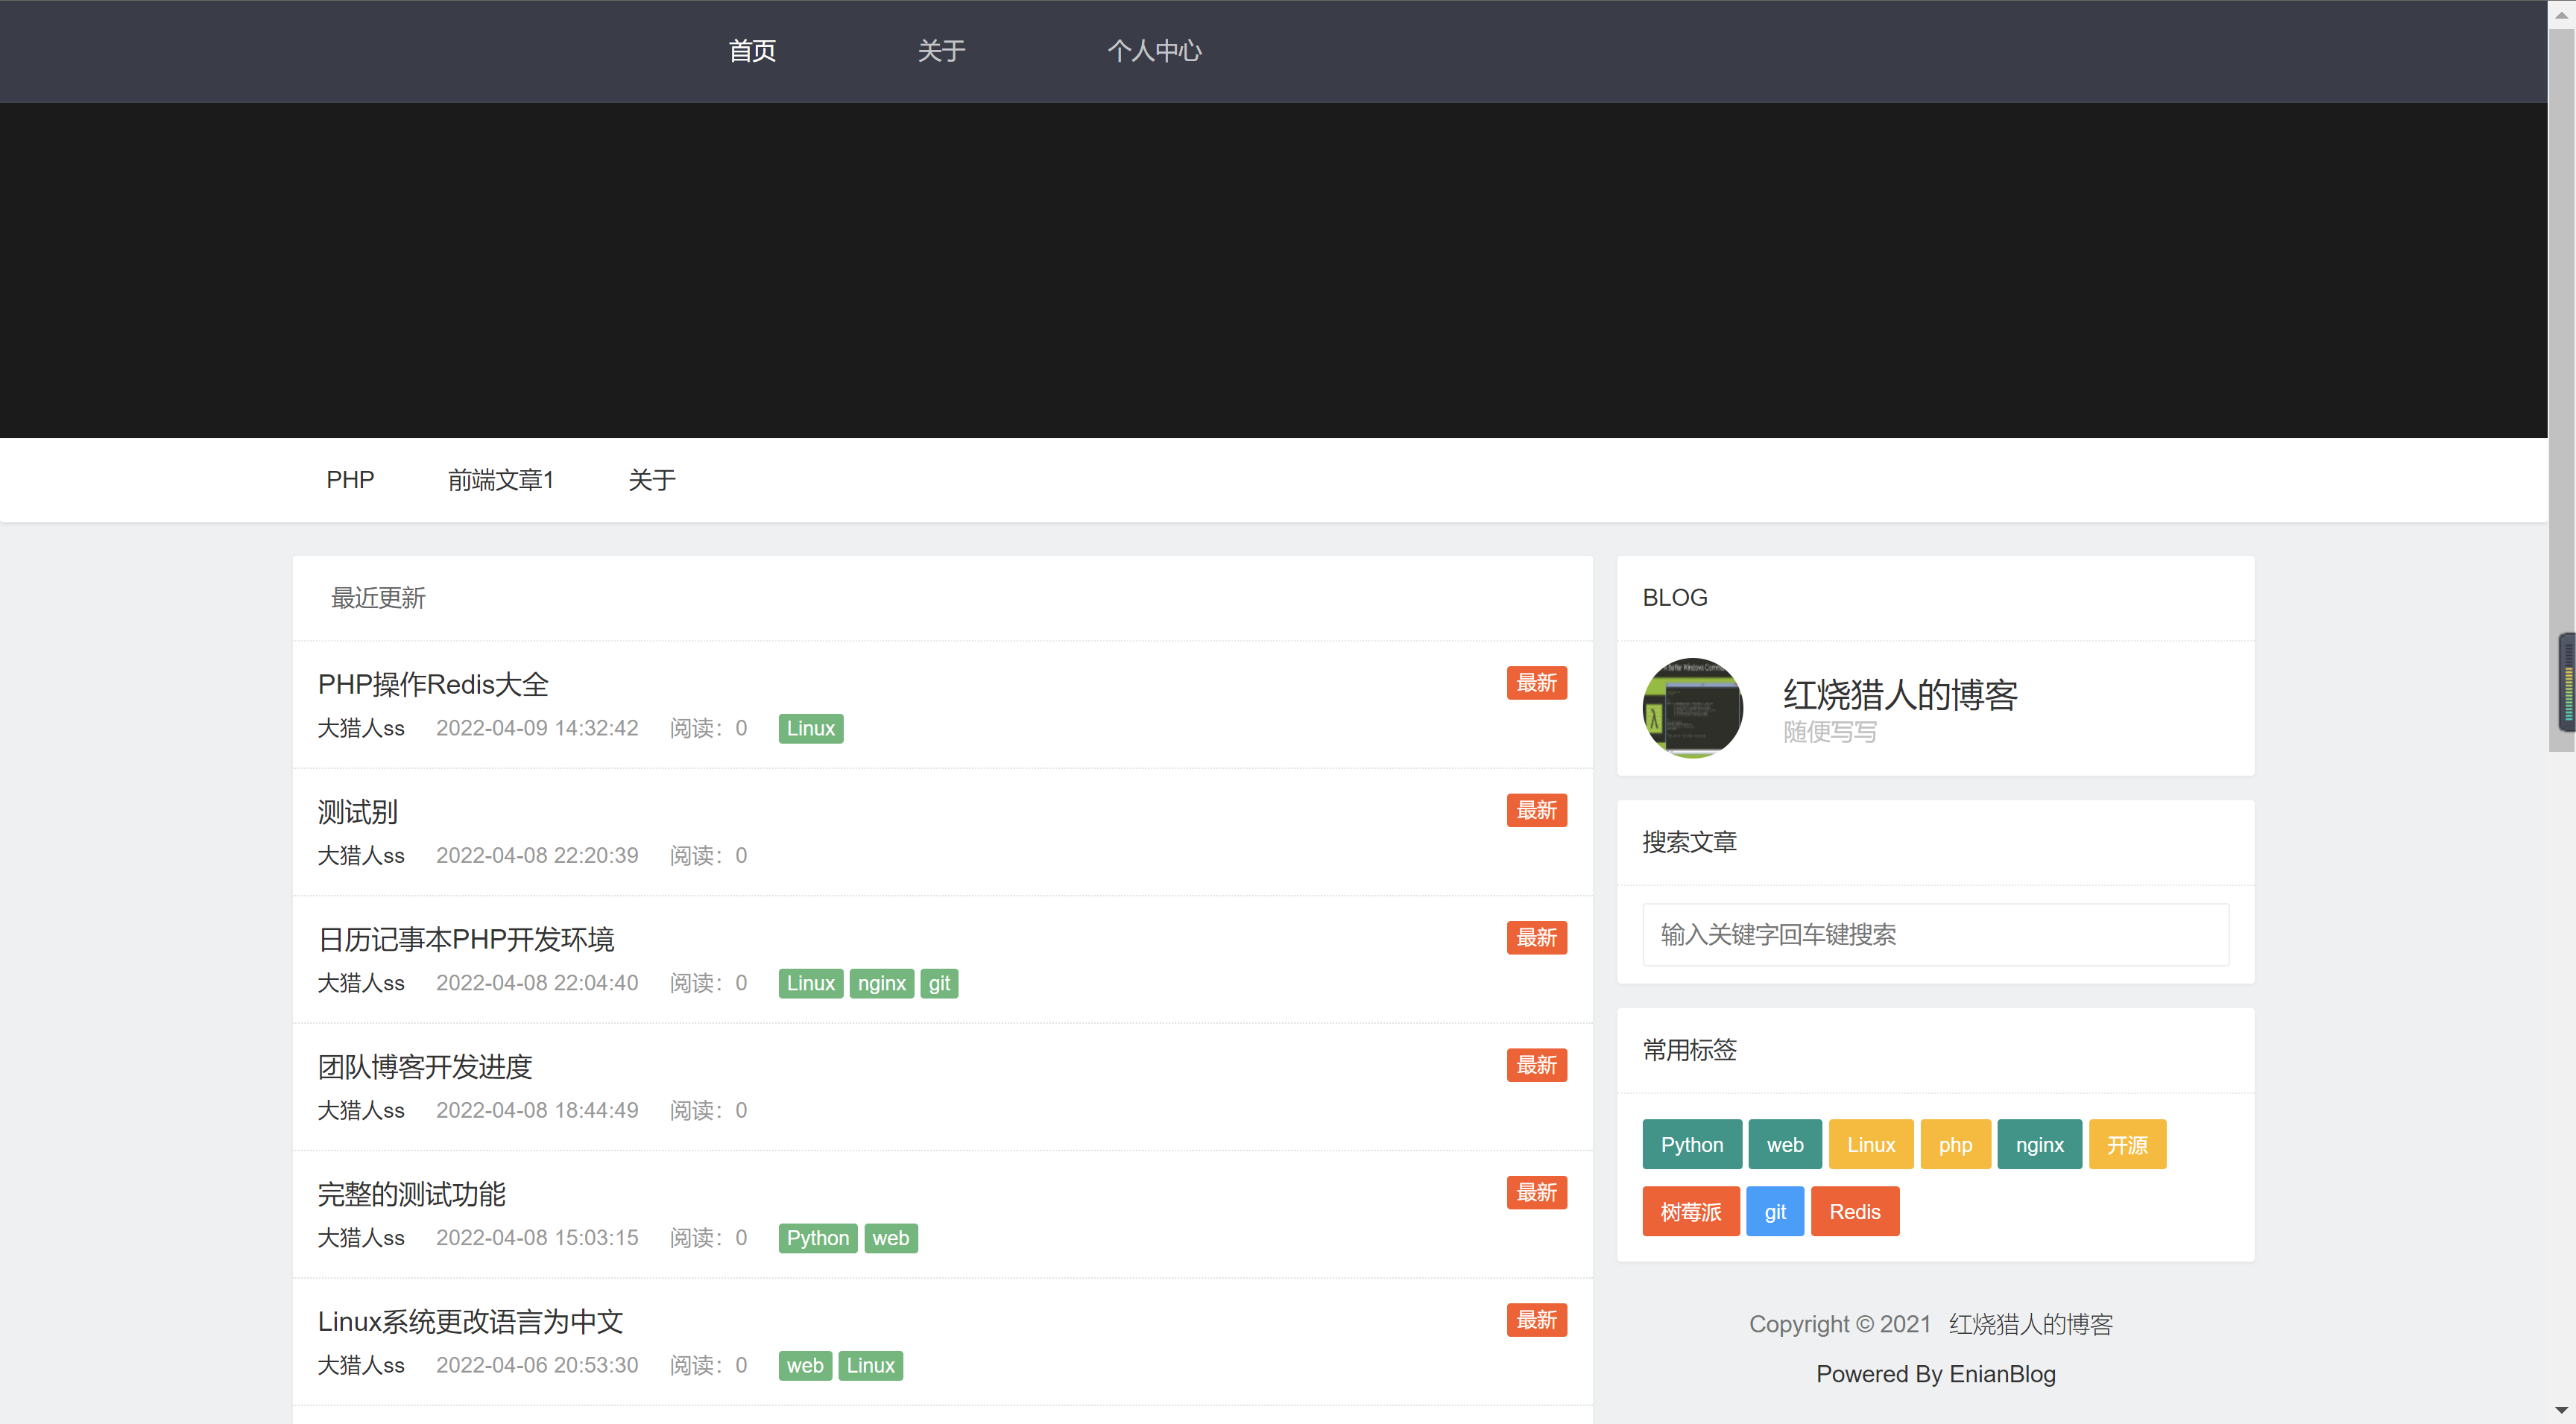 首页 关于 个人中心
PHP 前端文章1 关于
最近更新
PHP操作Redis大全 最新
大猎人ss 2022-04-09 14:32:42 阅读：0 Linux
测试别 最新
大猎人ss 2022-04-08 22:20:39 阅读：0
日历记事本PHP开发环境 最新
大猎人ss 2022-04-08 22:04:40 阅读：0 Linux nginx git
团队博客开发进度 最新
大猎人ss 2022-04-08 18:44:49 阅读：0
完整的测试功能 最新
大猎人ss 2022-04-08 15:03:15 阅读：0 Python web
Linux系统更改语言为中文 最新
大猎人ss 2022-04-06 20:53:30 阅读：0 web Linux
BLOG
红烧猎人的博客
随便写写
搜索文章
输入关键字回车键搜索
常用标签
Python web Linux php nginx 开源
树莓派 git Redis
Copyright © 2021 红烧猎人的博客
Powered By EnianBlog